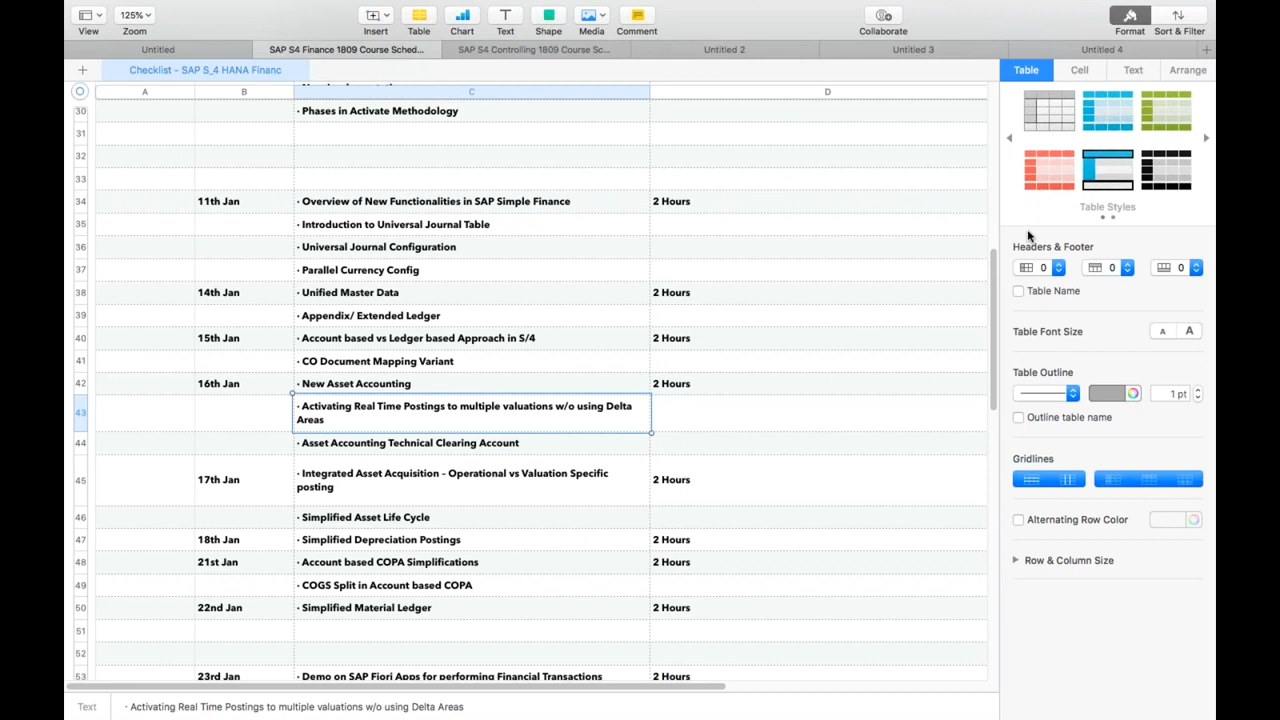 View 125% Zoom Insert Table Chart Text Shape Media Comment Collaborate Format Sort & Filter
Untitled SAP S4 Finance 1809 Course Sched... SAP S4 Controlling 1809 Course Sc... Untitled 2 Untitled 3 Untitled 4
Checklist - SAP S_4 HANA Financ
A B C D
30 · Phases in Activate Methodology
31
32
33
34 11th Jan · Overview of New Functionalities in SAP Simple Finance 2 Hours
35 · Introduction to Universal Journal Table
36 · Universal Journal Configuration
37 · Parallel Currency Config
38 14th Jan · Unified Master Data 2 Hours
39 · Appendix/ Extended Ledger
40 15th Jan · Account based vs Ledger based Approach in S/4 2 Hours
41 · CO Document Mapping Variant
42 16th Jan · New Asset Accounting 2 Hours
43 · Activating Real Time Postings to multiple valuations w/o using Delta
Areas
44 · Asset Accounting Technical Clearing Account
45 17th Jan · Integrated Asset Acquisition - Operational vs Valuation Specific
posting 2 Hours
46 · Simplified Asset Life Cycle
47 18th Jan · Simplified Depreciation Postings 2 Hours
48 21st Jan · Account based COPA Simplifications 2 Hours
49 · COGS Split in Account based COPA
50 22nd Jan · Simplified Material Ledger 2 Hours
51
52
53 23rd Jan · Demo on SAP Fiori Apps for performing Financial Transactions 2 Hours
Text · Activating Real Time Postings to multiple valuations w/o using Delta Areas
Table Cell Text Arrange
Table Styles
Headers & Footer
0 0 0
Table Name
Table Font Size A A
Table Outline
1 pt
Outline table name
Gridlines
Alternating Row Color
Row & Column Size